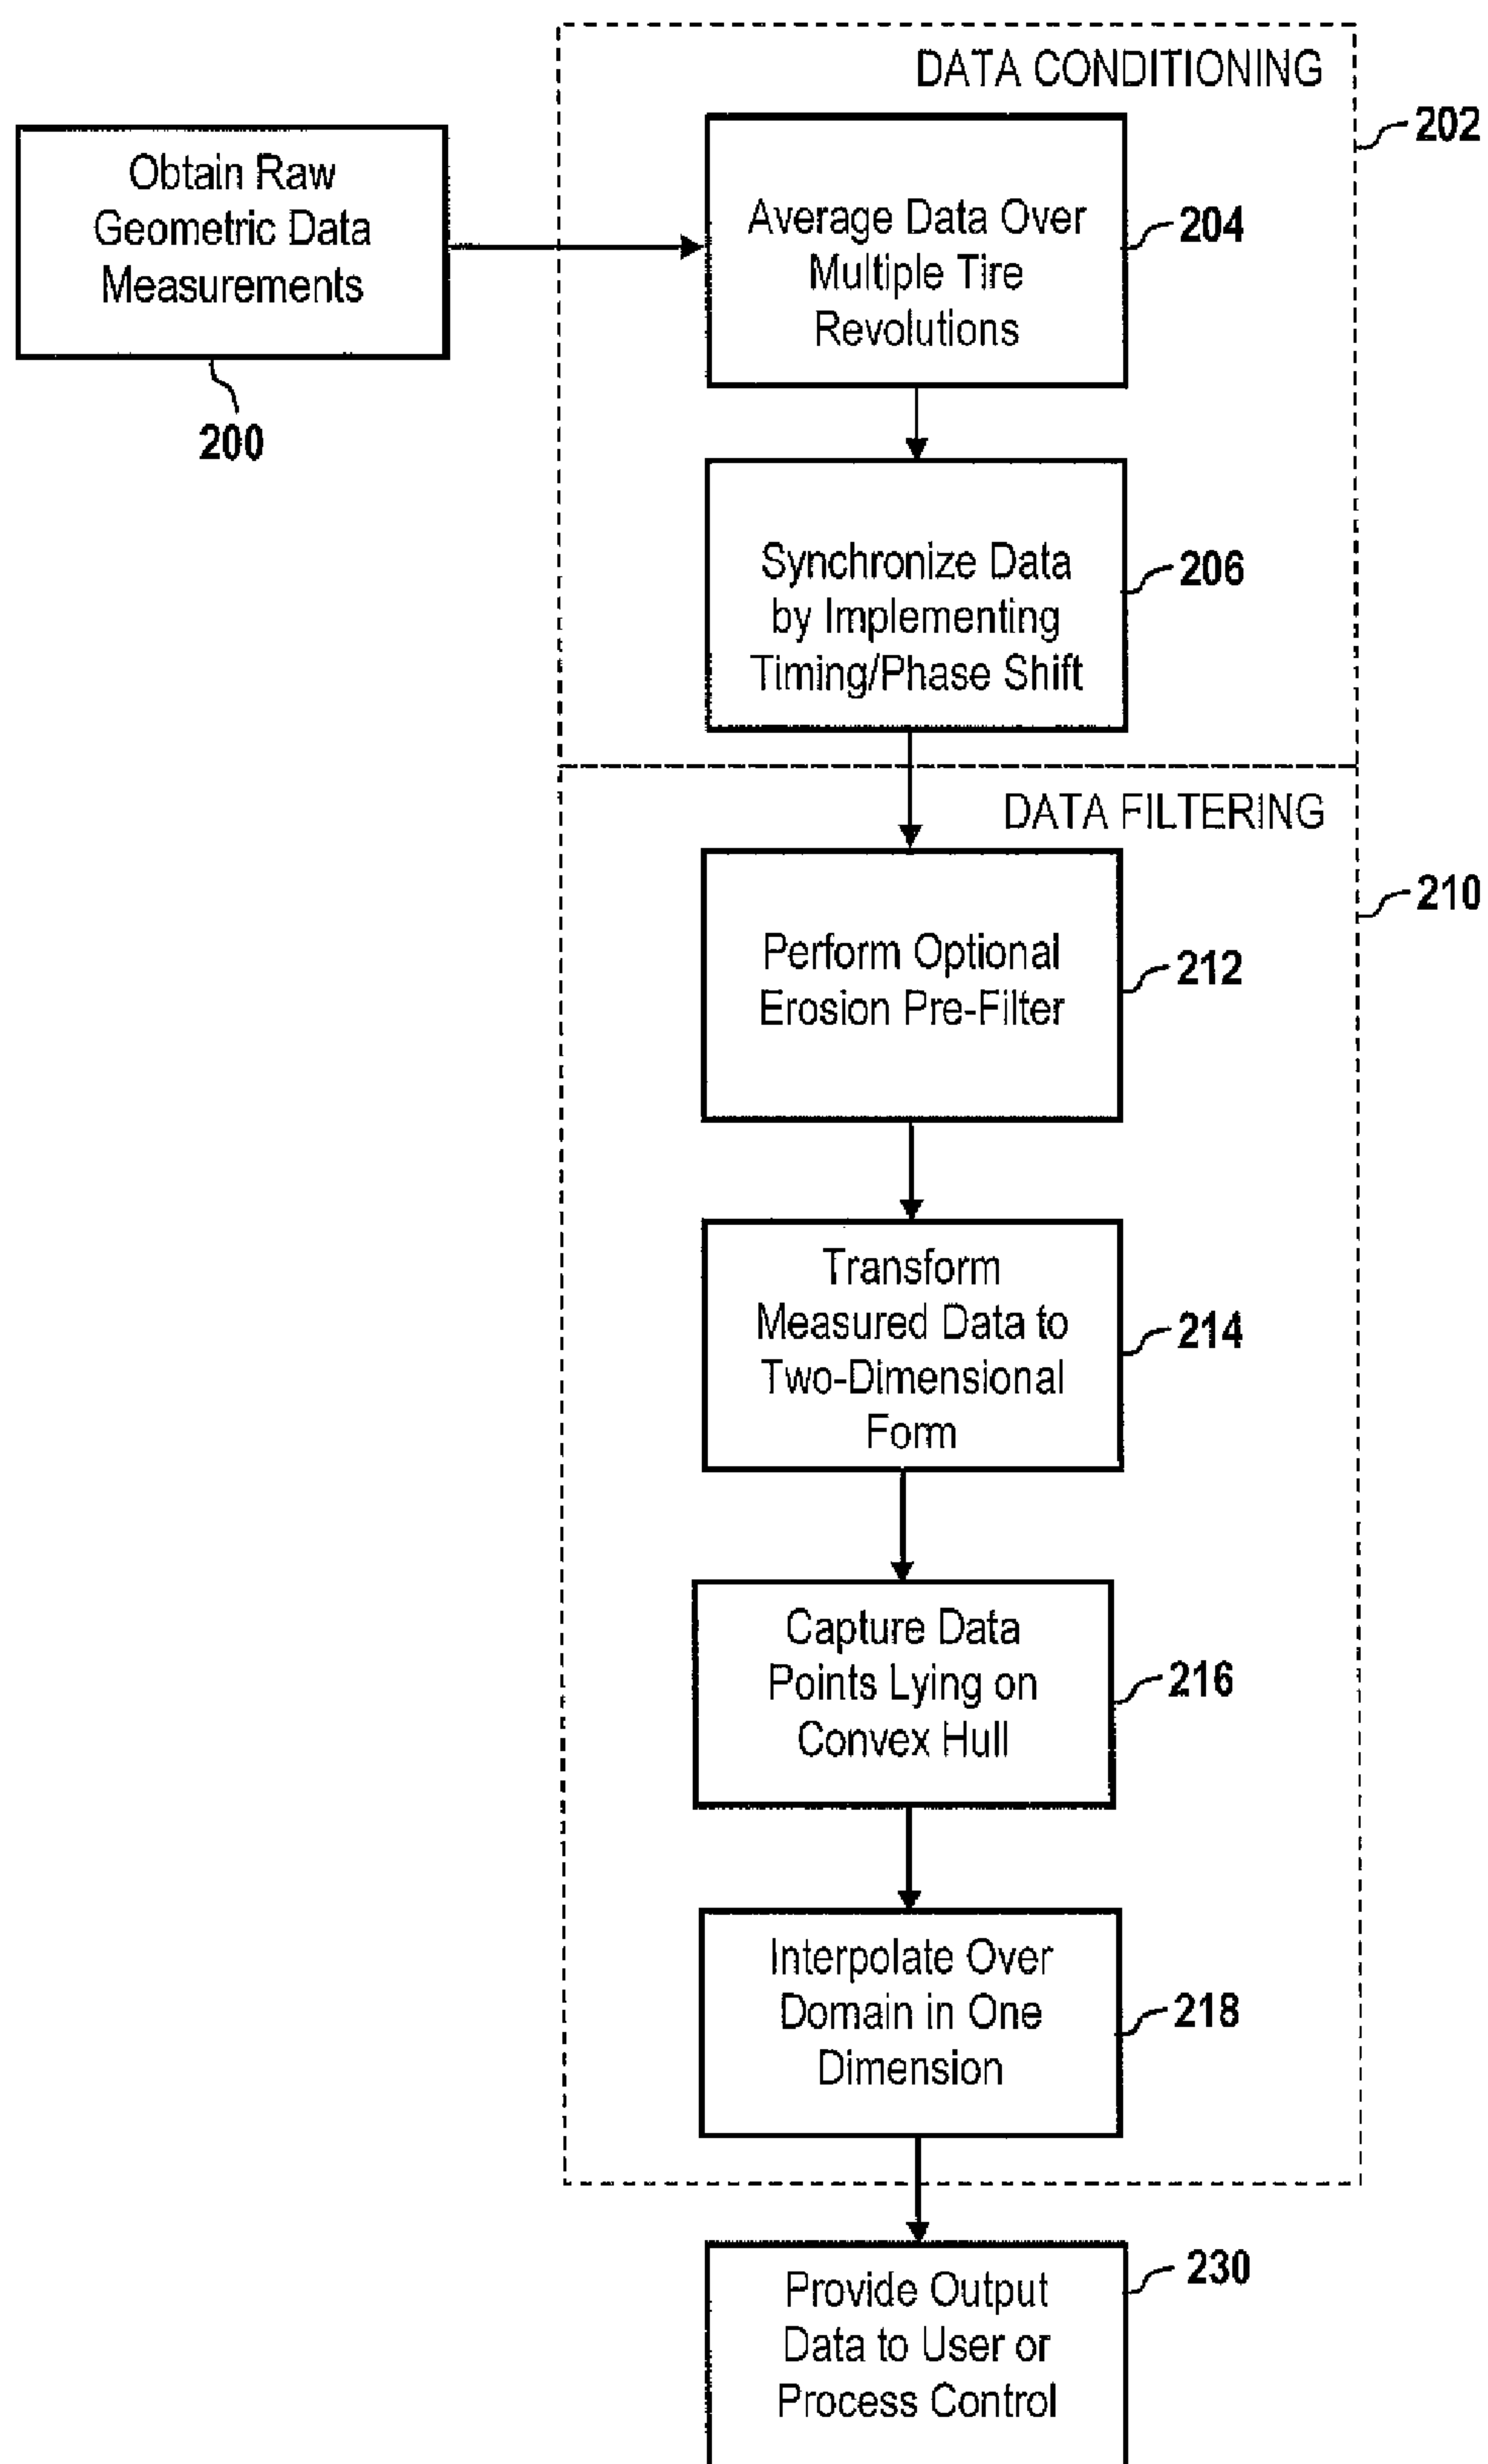 DATA CONDITIONING
202
Obtain Raw
Geometric Data
Measurements
200
Average Data Over
Multiple Tire
Revolutions
204
Synchronize Data
by Implementing
Timing/Phase Shift
206
DATA FILTERING
210
Perform Optional
Erosion Pre-Filter
212
Transform
Measured Data to
Two-Dimensional
Form
214
Capture Data
Points Lying on
Convex Hull
216
Interpolate Over
Domain in One
Dimension
218
Provide Output
Data to User or
Process Control
230